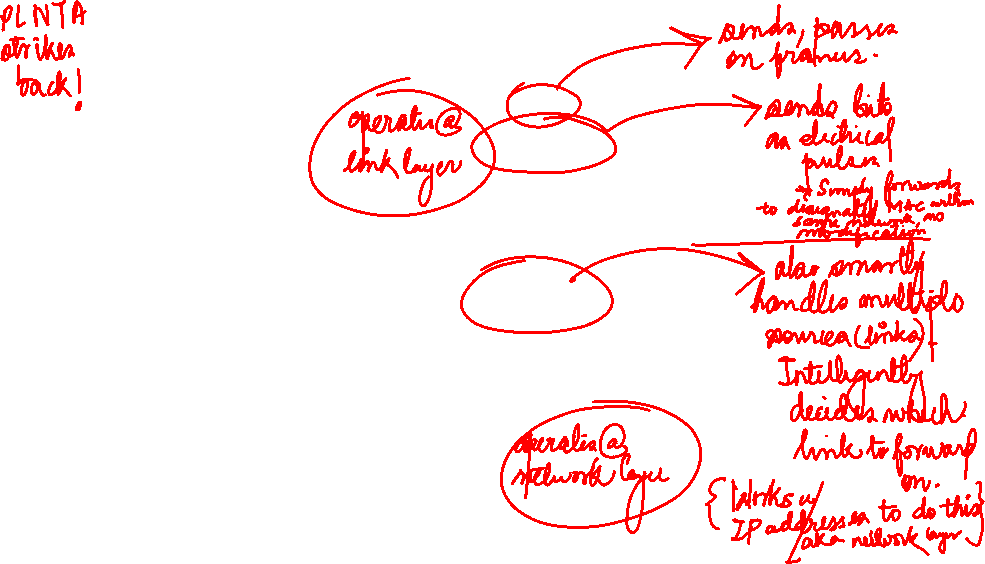 PLNTA
strikes
back!
sends, passes
on frames.
operates @
link layer
sends bits
as electrical
pulses
→ Simply forwards
to designated MAC within
same network, no
modification
also smartly
handles multiple
sources (links)
Intelligently
decides which
link to forward
on.
operates @
network layer
{ Works w/
IP addresses to do this }
aka network layer